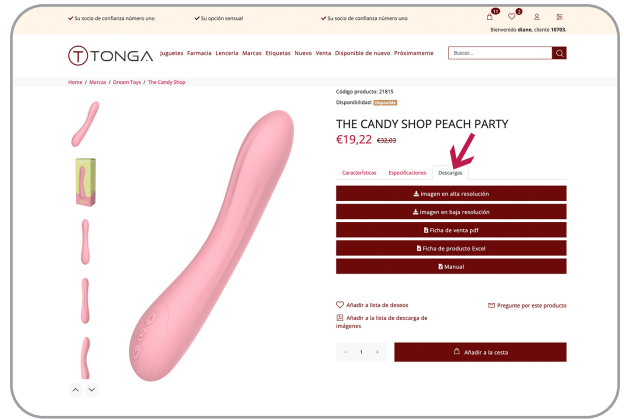 ✔ Su socio de confianza número uno
✔ Su opción sensual
✔ Su socio de confianza número uno
11
2
Bienvenido diane, cliente 10703.
TONGA
Juguetes Farmacia Lencería Marcas Etiquetas Nuevo Venta Disponible de nuevo Próximamente
Buscar...
Home / Marcas / Dream Toys / The Candy Shop
Código producto: 21815
Disponibilidad: Disponible
THE CANDY SHOP PEACH PARTY
€19,22 €32,03
Características Especificaciones Descargas
imagen en alta resolución
imagen en baja resolución
Ficha de venta pdf
Ficha de producto Excel
Manual
Añadir a lista de deseos
Pregunte por este producto
Añadir a la lista de descarga de
imágenes
− 1 +
Añadir a la cesta